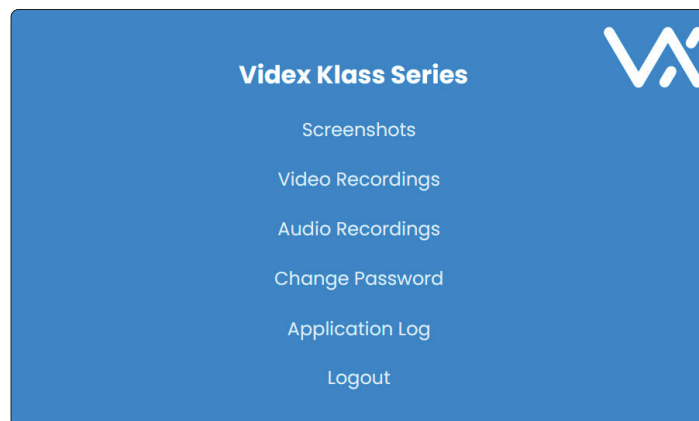 Videx Klass Series
Screenshots
Video Recordings
Audio Recordings
Change Password
Application Log
Logout